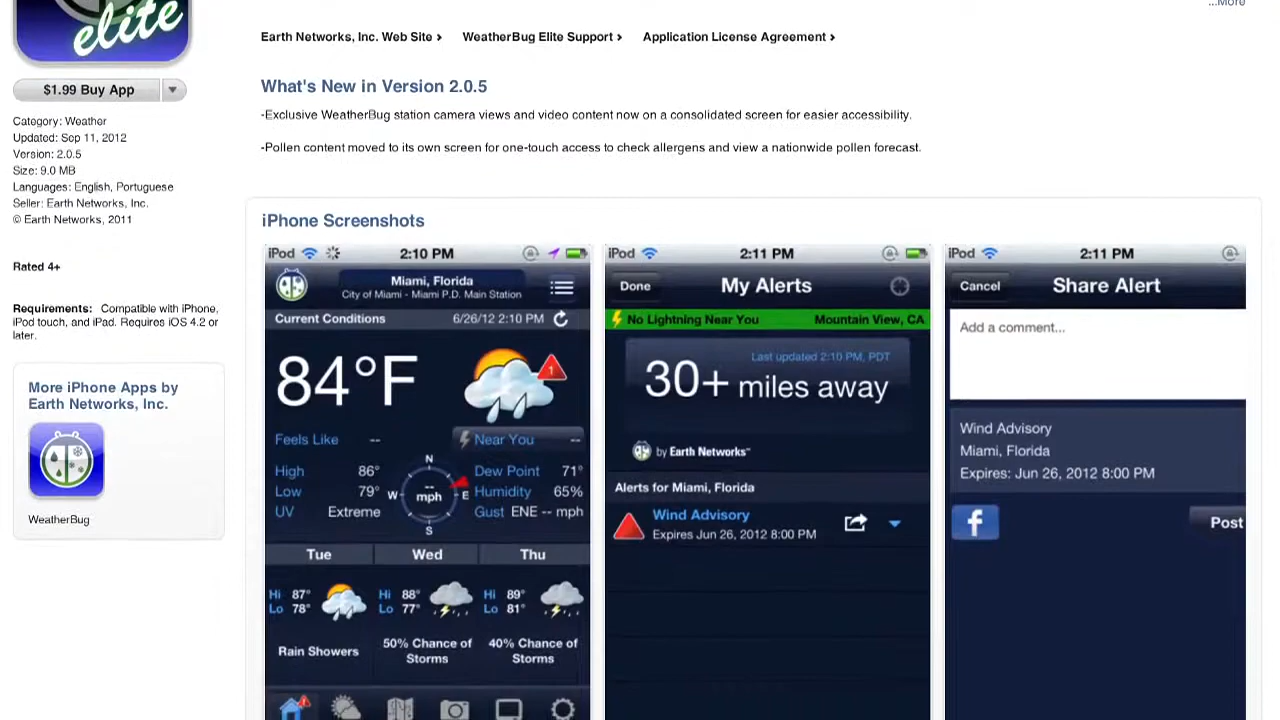 ...More
elite
Earth Networks, Inc. Web Site
WeatherBug Elite Support
Application License Agreement
$1.99 Buy App
Category: Weather
Updated: Sep 11, 2012
Version: 2.0.5
Size: 9.0 MB
Languages: English, Portuguese
Seller: Earth Networks, Inc.
© Earth Networks, 2011
Rated 4+
Requirements: Compatible with iPhone,
iPod touch, and iPad. Requires iOS 4.2 or
later.
More iPhone Apps by
Earth Networks, Inc.
WeatherBug
What's New in Version 2.0.5
-Exclusive WeatherBug station camera views and video content now on a consolidated screen for easier accessibility.
-Pollen content moved to its own screen for one-touch access to check allergens and view a nationwide pollen forecast.
iPhone Screenshots
iPod 2:10 PM
Miami, Florida
City of Miami - Miami P.D. Main Station
Current Conditions 6/26/12 2:10 PM
84°F
1
Feels Like --
Near You --
High 86°
Low 79°
UV Extreme
N
W -- E
mph
S
Dew Point 71°
Humidity 65%
Gust ENE -- mph
Tue Wed Thu
Hi 87° Hi 88° Hi 89°
Lo 78° Lo 77° Lo 81°
Rain Showers
50% Chance of
Storms
40% Chance of
Storms
iPod 2:11 PM
Done My Alerts
No Lightning Near You Mountain View, CA
Last updated 2:10 PM, PDT
30+ miles away
by Earth Networks
Alerts for Miami, Florida
Wind Advisory
Expires Jun 26, 2012 8:00 PM
iPod 2:11 PM
Cancel Share Alert
Add a comment...
Wind Advisory
Miami, Florida
Expires: Jun 26, 2012 8:00 PM
f
Post